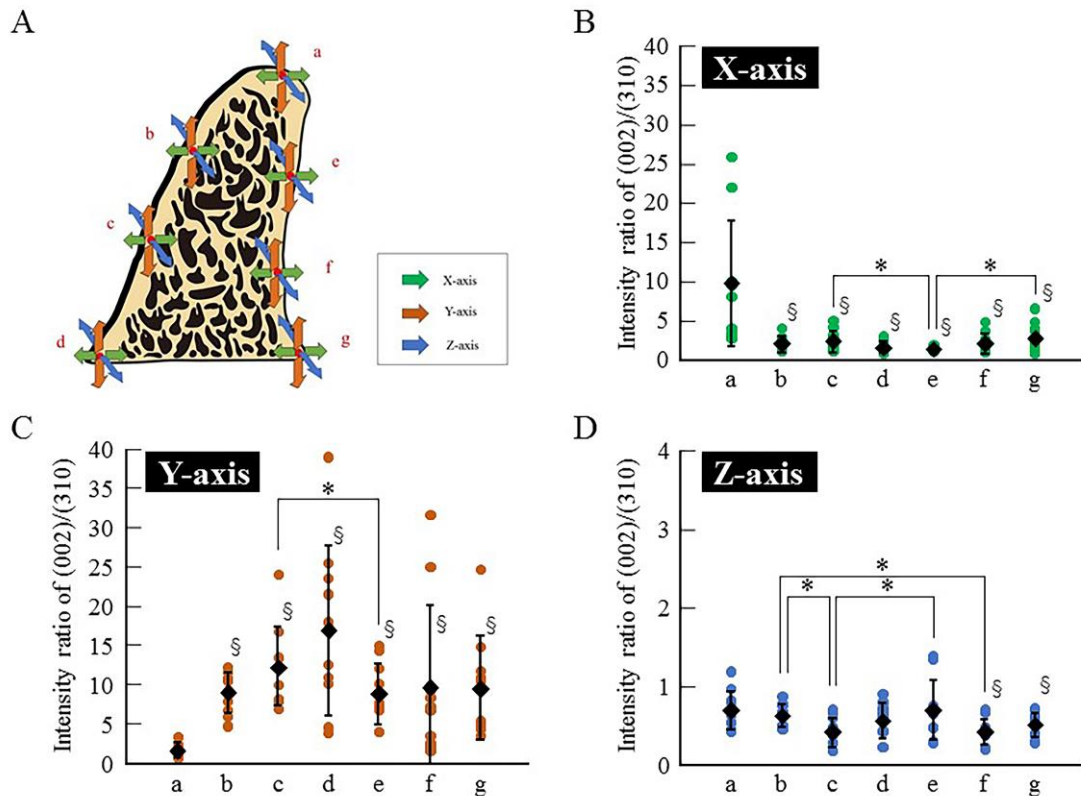 A
a
b
e
c
f
d
g
X-axis
Y-axis
Z-axis
B
X-axis
Intensity ratio of (002)/(310)
40
35
30
25
20
15
10
5
0
* *
§ § § § § §
a b c d e f g
C
Y-axis
Intensity ratio of (002)/(310)
40
35
30
25
20
15
10
5
0
*
§ § § § § §
a b c d e f g
D
Z-axis
Intensity ratio of (002)/(310)
4
3
2
1
0
*
* *
§ §
a b c d e f g